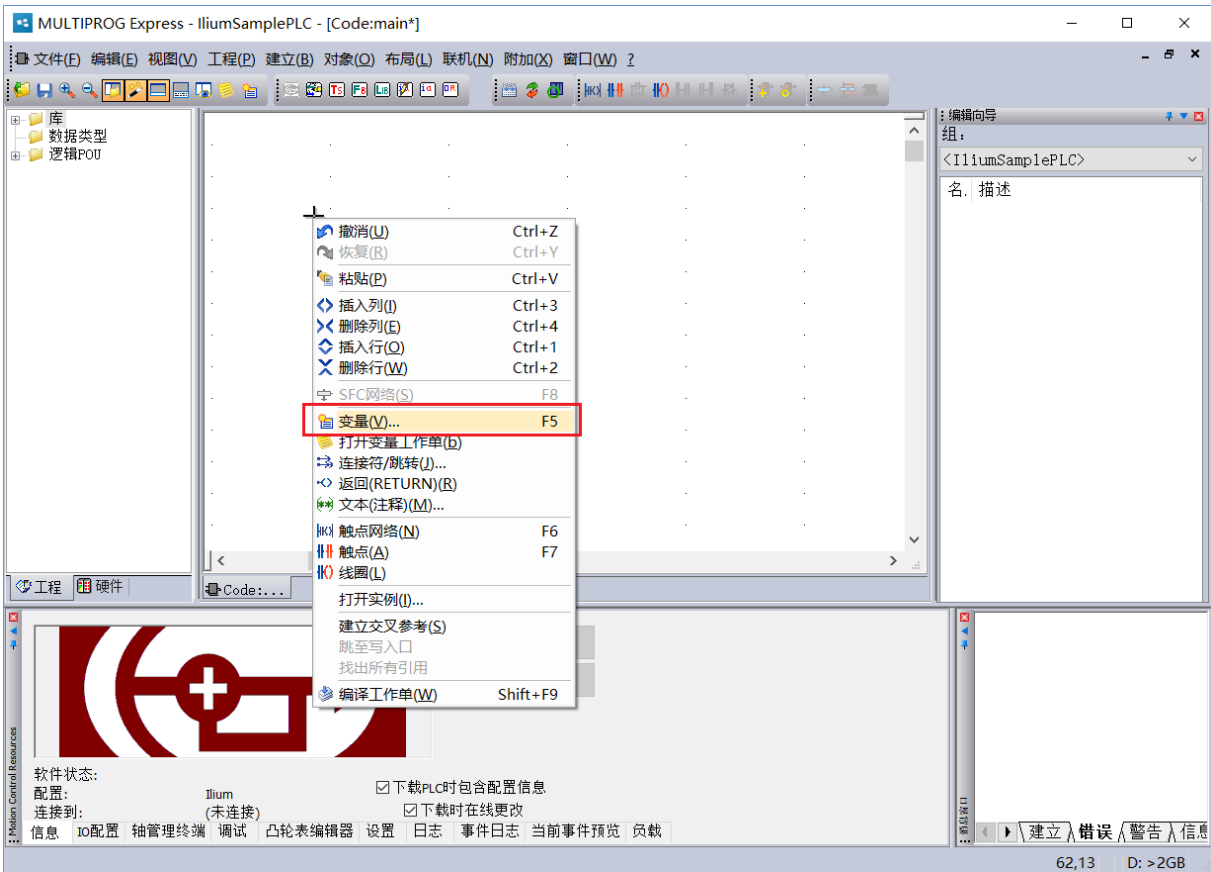 MULTIPROG Express - IliumSamplePLC - [Code:main*]
文件(F) 编辑(E) 视图(V) 工程(P) 建立(B) 对象(O) 布局(L) 联机(N) 附加(X) 窗口(W) ?
库
数据类型
逻辑POU
编辑向导
组:
<IliumSamplePLC>
名. 描述
撤消(U) Ctrl+Z
恢复(R) Ctrl+Y
粘贴(P) Ctrl+V
插入列(I) Ctrl+3
删除列(E) Ctrl+4
插入行(O) Ctrl+1
删除行(W) Ctrl+2
SFC网络(S) F8
变量(V)... F5
打开变量工作单(b)
连接符/跳转(J)...
返回(RETURN)(R)
文本(注释)(M)...
触点网络(N) F6
触点(A) F7
线圈(L)
打开实例(I)...
建立交叉参考(S)
跳至写入口
找出所有引用
编译工作单(W) Shift+F9
工程 硬件
Code:...
Motion Control Resources
软件状态:
配置: Ilium
连接到: (未连接)
下载PLC时包含配置信息
下载时在线更改
信息 IO配置 轴管理终端 调试 凸轮表编辑器 设置 日志 事件日志 当前事件预览 负载
建立 错误 警告 信息
62,13 D: >2GB